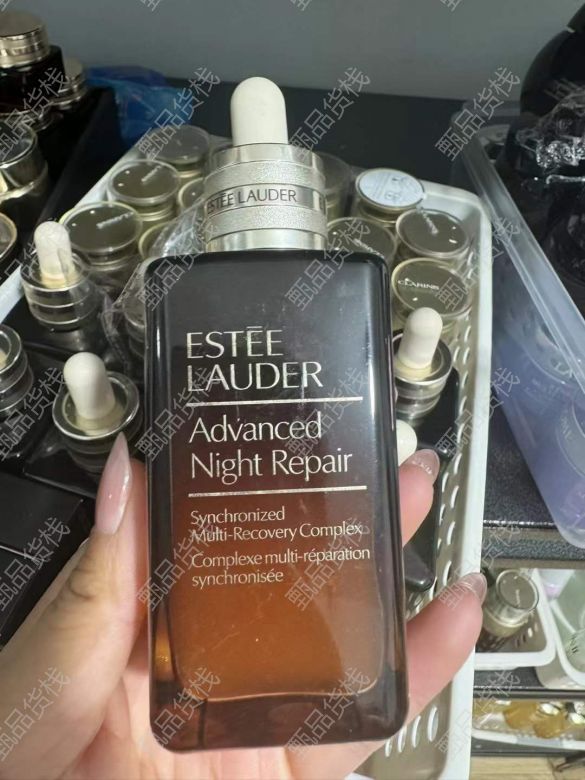 ESTĒE LAUDER
ESTĒE
LAUDER
Advanced
Night Repair
Synchronized
Multi-Recovery Complex
Complexe multi-réparation
synchronisée
CLARINS
甄品货栈